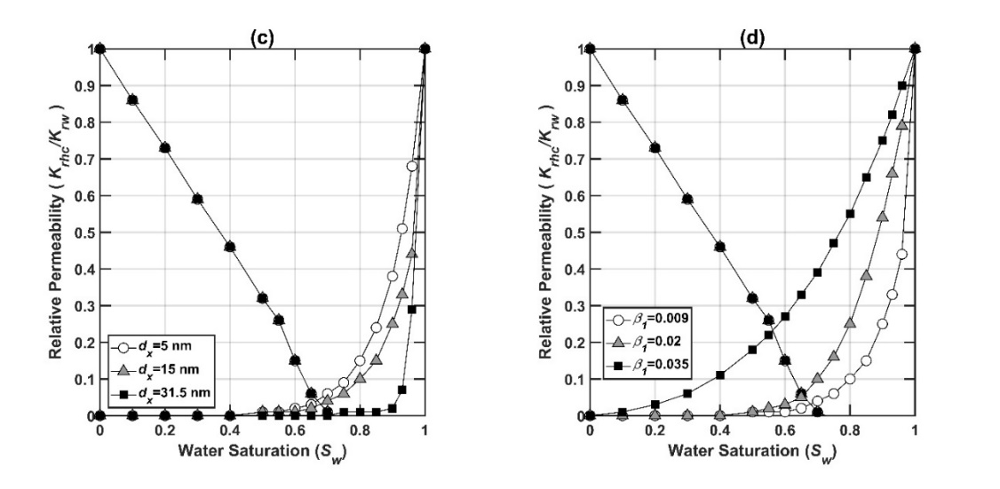 (c)
Relative Permeability ( K_rhc/K_rw)
1
0.9
0.8
0.7
0.6
0.5
0.4
0.3
0.2
0.1
0
d_x=5 nm
d_x=15 nm
d_x=31.5 nm
0 0.2 0.4 0.6 0.8 1
Water Saturation (S_w)
(d)
Relative Permeability ( K_rhc/K_rw)
1
0.9
0.8
0.7
0.6
0.5
0.4
0.3
0.2
0.1
0
β_1=0.009
β_1=0.02
β_1=0.035
0 0.2 0.4 0.6 0.8 1
Water Saturation (S_w)